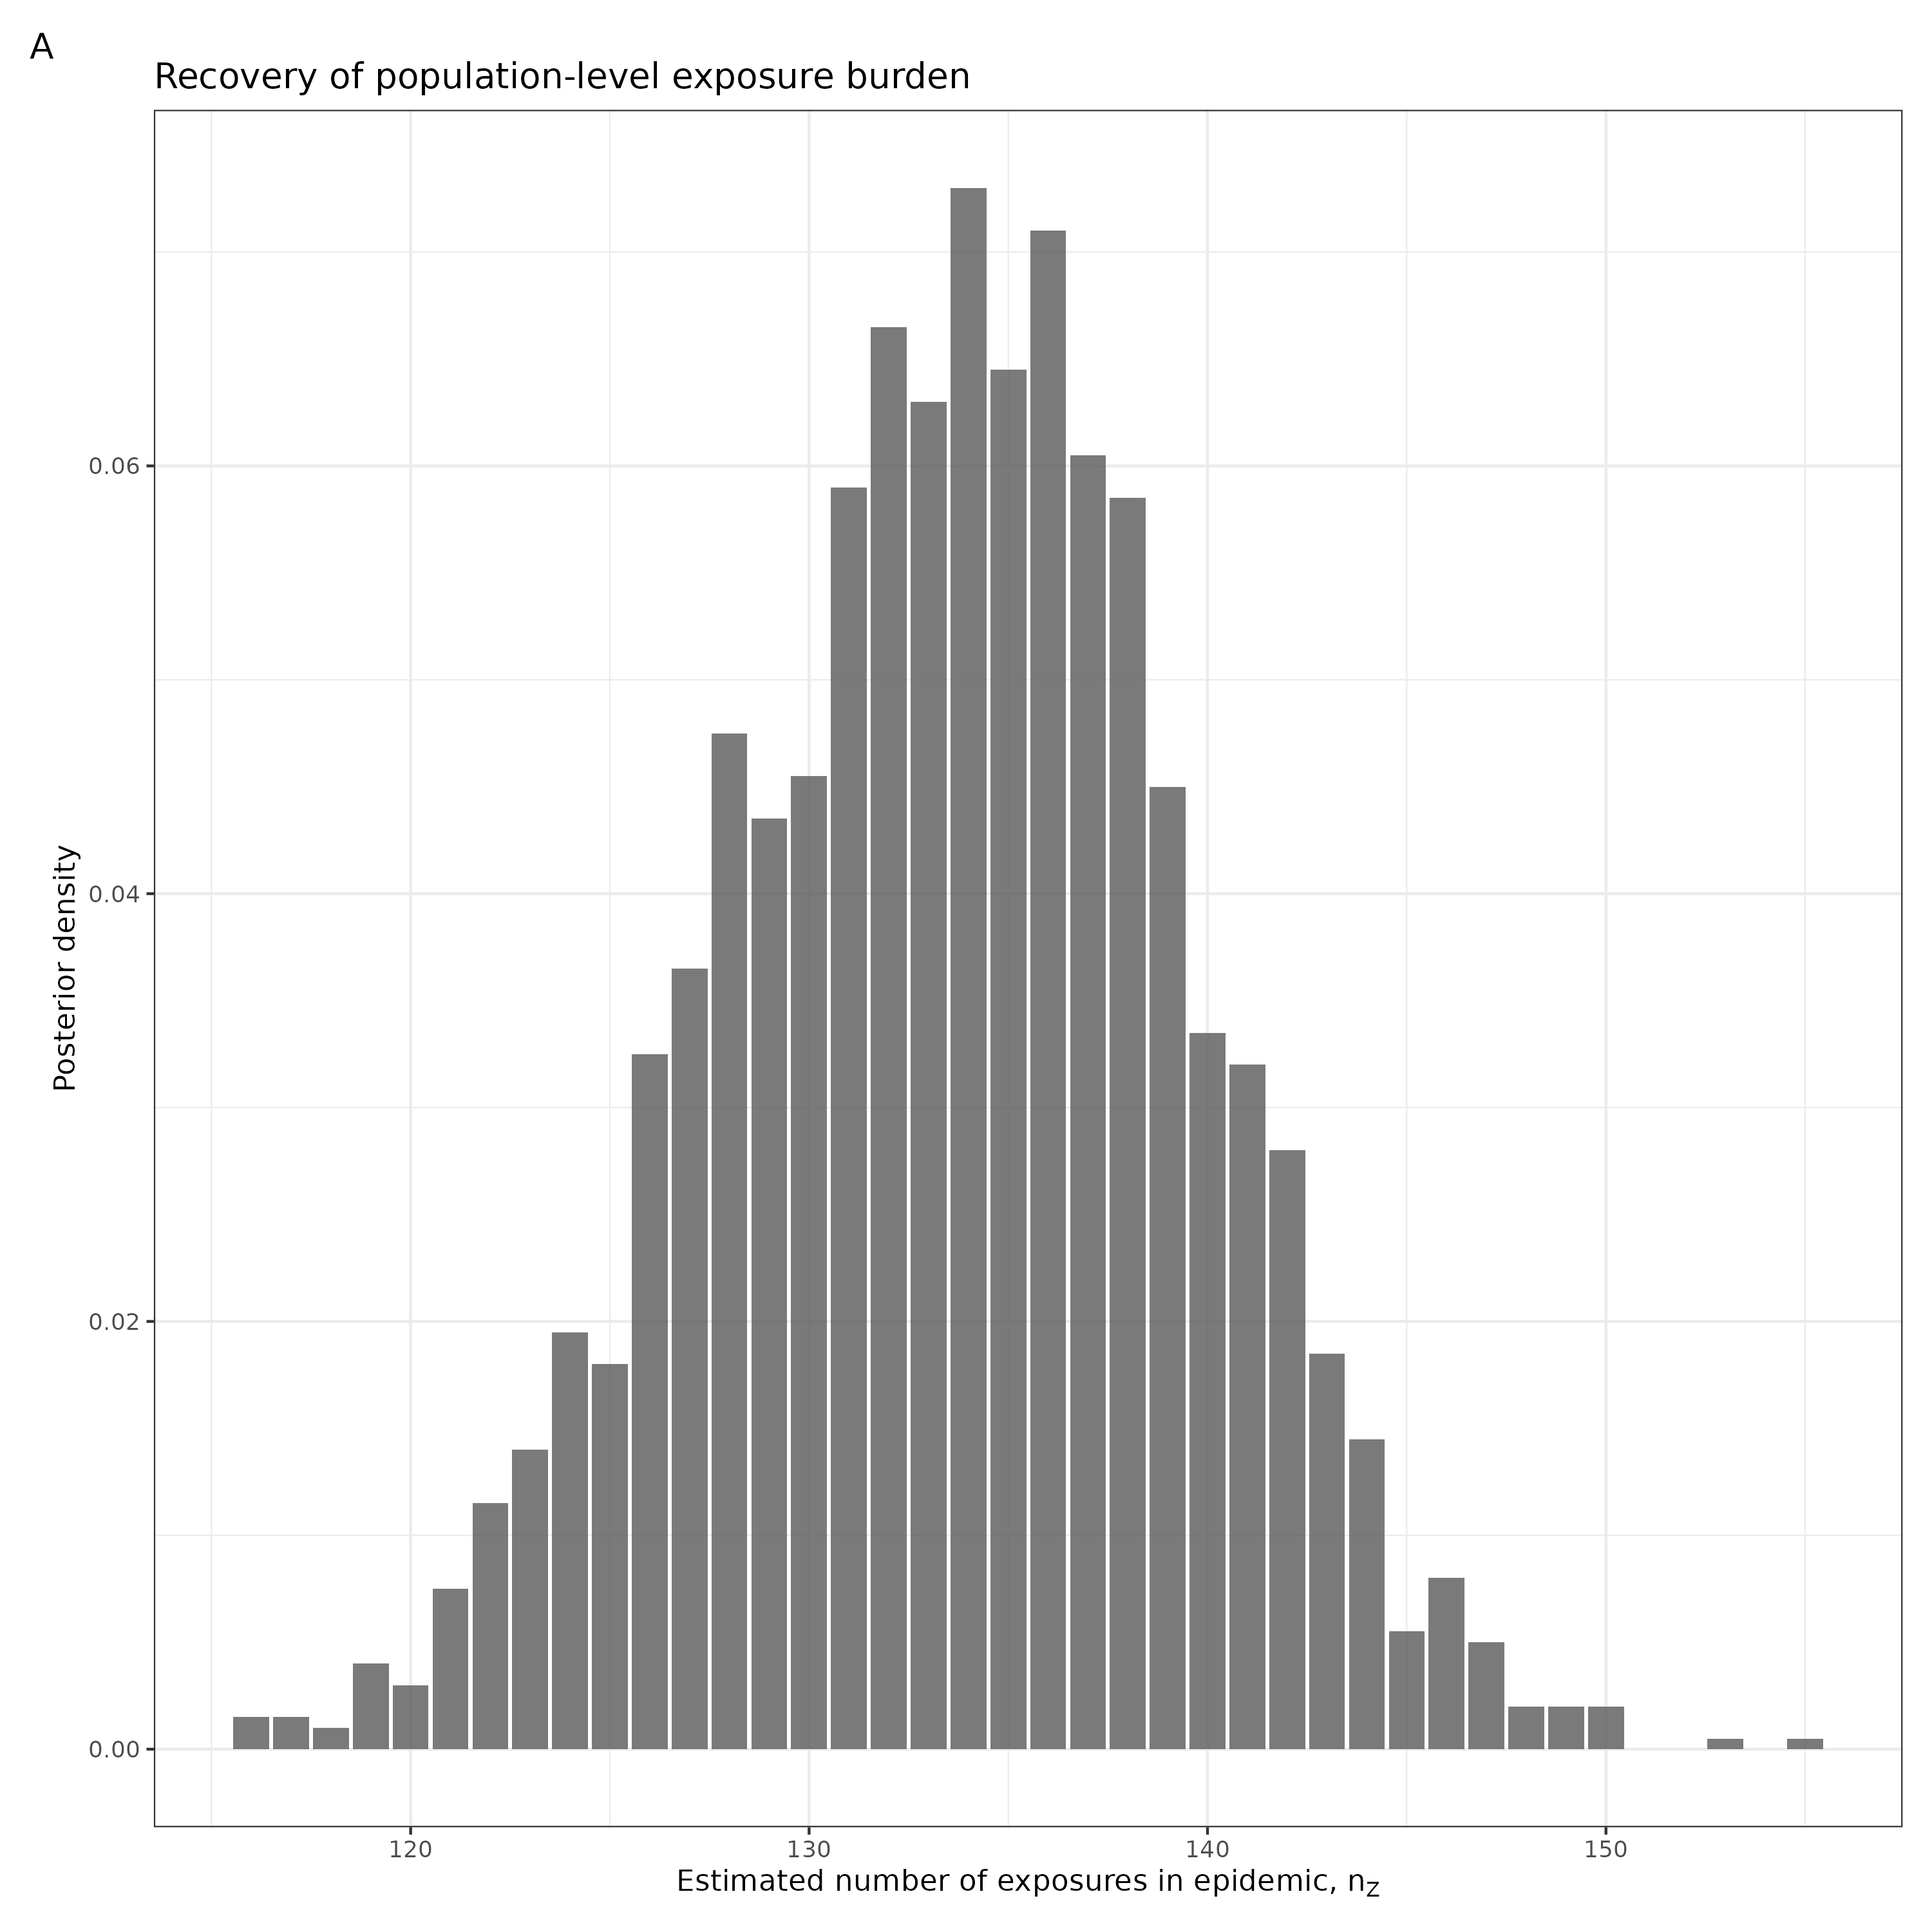 A
Recovery of population-level exposure burden
Posterior density
0.06
0.04
0.02
0.00
120 130 140 150
Estimated number of exposures in epidemic, nZ